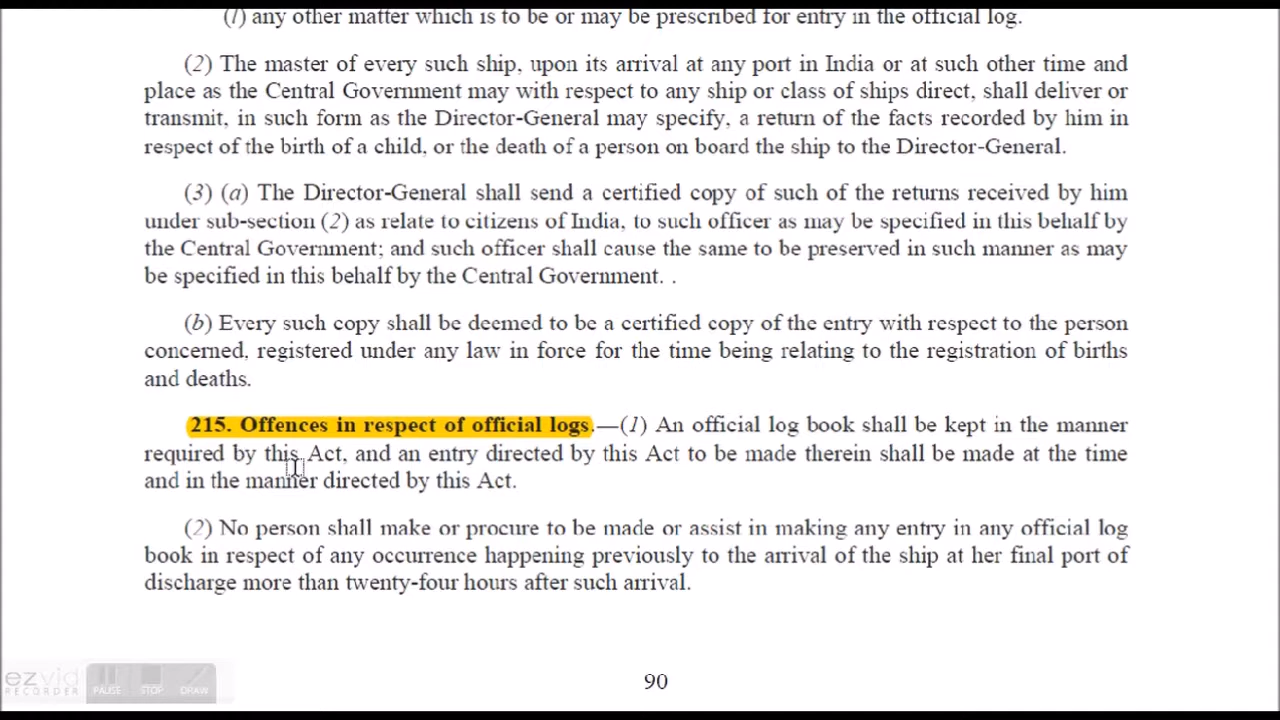 (l) any other matter which is to be or may be prescribed for entry in the official log.
(2) The master of every such ship, upon its arrival at any port in India or at such other time and
place as the Central Government may with respect to any ship or class of ships direct, shall deliver or
transmit, in such form as the Director-General may specify, a return of the facts recorded by him in
respect of the birth of a child, or the death of a person on board the ship to the Director-General.
(3) (a) The Director-General shall send a certified copy of such of the returns received by him
under sub-section (2) as relate to citizens of India, to such officer as may be specified in this behalf by
the Central Government; and such officer shall cause the same to be preserved in such manner as may
be specified in this behalf by the Central Government. .
(b) Every such copy shall be deemed to be a certified copy of the entry with respect to the person
concerned, registered under any law in force for the time being relating to the registration of births
and deaths.
215. Offences in respect of official logs.—(1) An official log book shall be kept in the manner
required by this Act, and an entry directed by this Act to be made therein shall be made at the time
and in the manner directed by this Act.
(2) No person shall make or procure to be made or assist in making any entry in any official log
book in respect of any occurrence happening previously to the arrival of the ship at her final port of
discharge more than twenty-four hours after such arrival.
ezvid
RECORDER
PAUSE STOP DRAW
90